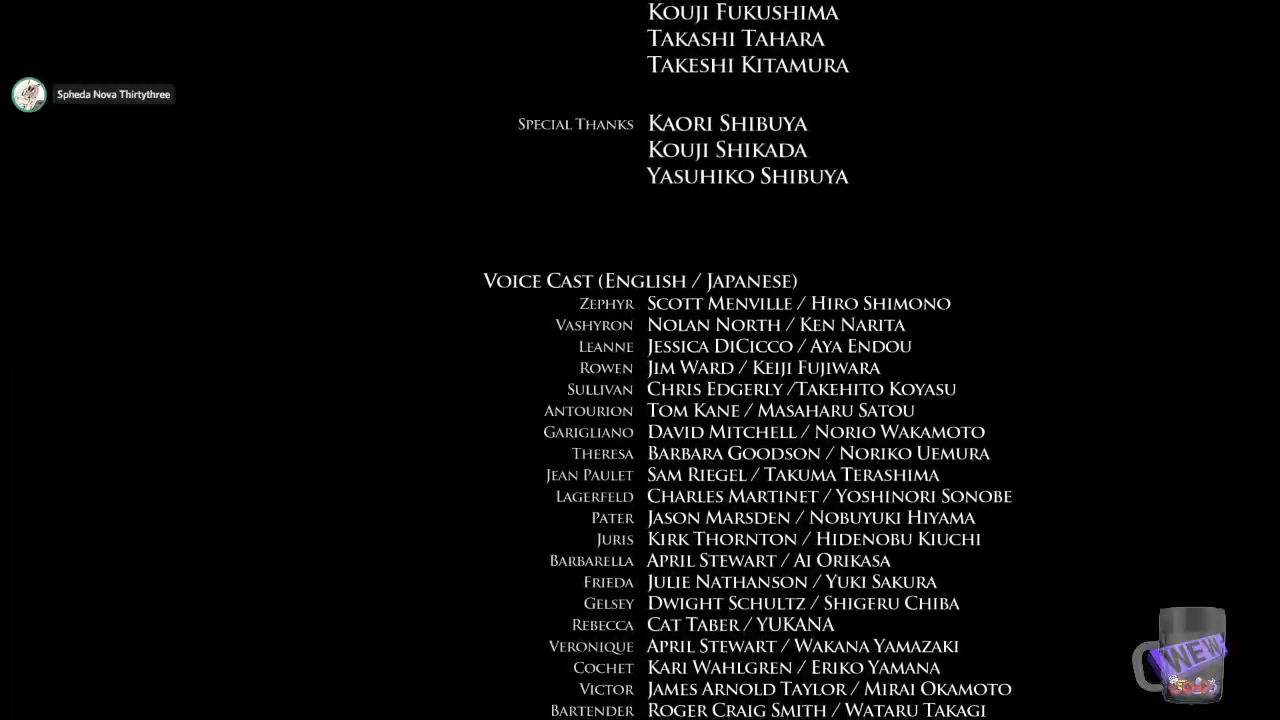 KOUJI FUKUSHIMA
TAKASHI TAHARA
TAKESHI KITAMURA
Spheda Nova Thirtythree
SPECIAL THANKS KAORI SHIBUYA
KOUJI SHIKADA
YASUHIKO SHIBUYA
VOICE CAST (ENGLISH / JAPANESE)
ZEPHYR SCOTT MENVILLE / HIRO SHIMONO
VASHYRON NOLAN NORTH / KEN NARITA
LEANNE JESSICA DICICCO / AYA ENDOU
ROWEN JIM WARD / KEIJI FUJIWARA
SULLIVAN CHRIS EDGERLY /TAKEHITO KOYASU
ANTOURION TOM KANE / MASAHARU SATOU
GARIGLIANO DAVID MITCHELL / NORIO WAKAMOTO
THERESA BARBARA GOODSON / NORIKO UEMURA
JEAN PAULET SAM RIEGEL / TAKUMA TERASHIMA
LAGERFELD CHARLES MARTINET / YOSHINORI SONOBE
PATER JASON MARSDEN / NOBUYUKI HIYAMA
JURIS KIRK THORNTON / HIDENOBU KIUCHI
BARBARELLA APRIL STEWART / AI ORIKASA
FRIEDA JULIE NATHANSON / YUKI SAKURA
GELSEY DWIGHT SCHULTZ / SHIGERU CHIBA
REBECCA CAT TABER / YUKANA
VERONIQUE APRIL STEWART / WAKANA YAMAZAKI
COCHET KARI WAHLGREN / ERIKO YAMANA
VICTOR JAMES ARNOLD TAYLOR / MIRAI OKAMOTO
BARTENDER ROGER CRAIG SMITH / WATARU TAKAGI
WEW